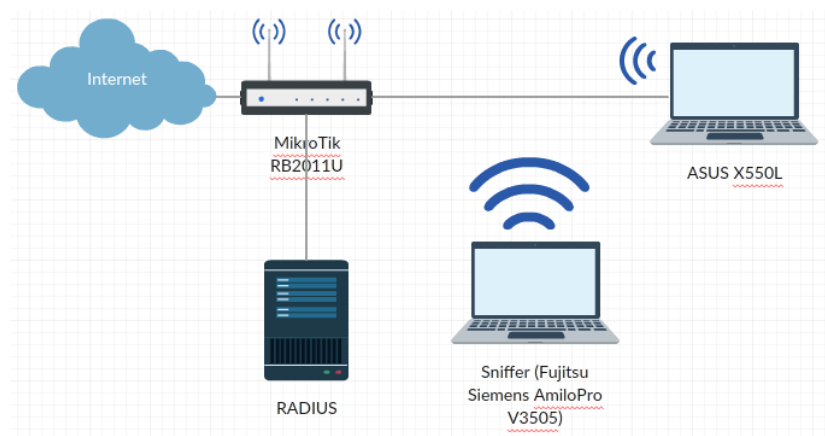 Internet
MikroTik
RB2011U
ASUS X550L
RADIUS
Sniffer (Fujitsu
Siemens AmiloPro
V3505)